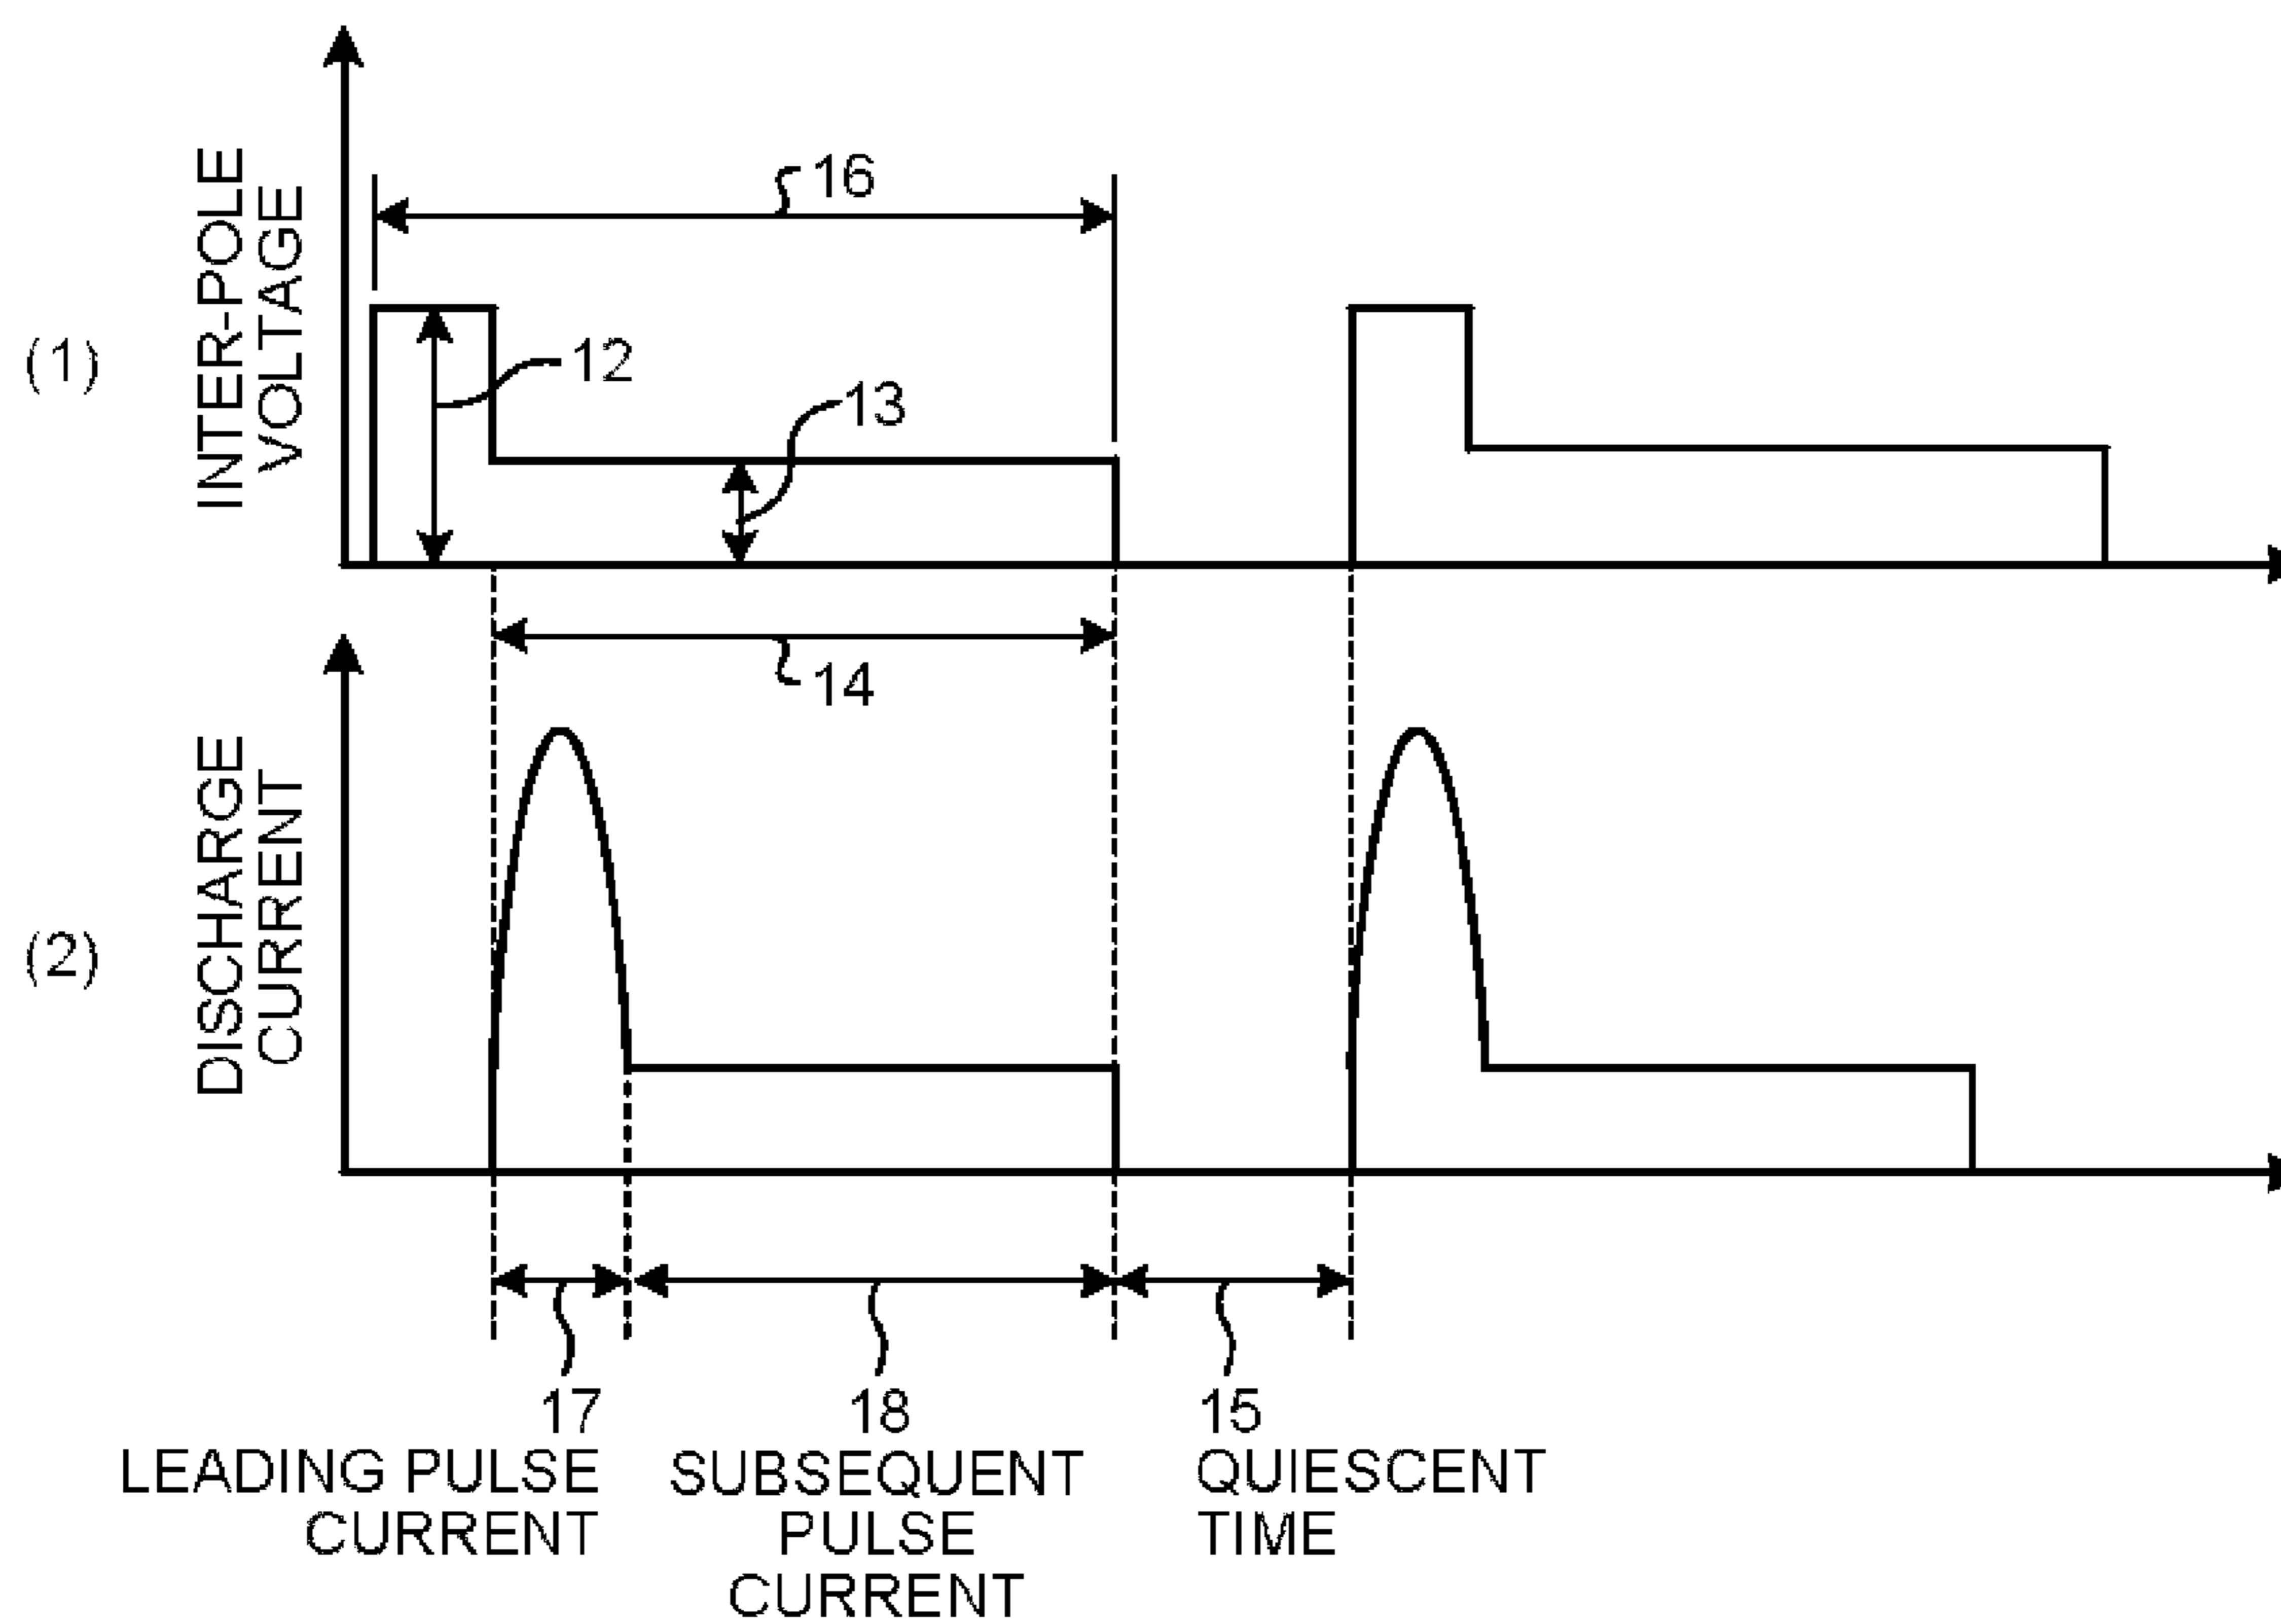 16
(1)
INTER-POLE
VOLTAGE
12
13
14
(2)
DISCHARGE
CURRENT
17
LEADING PULSE
CURRENT
18
SUBSEQUENT
PULSE
CURRENT
15
QUIESCENT
TIME